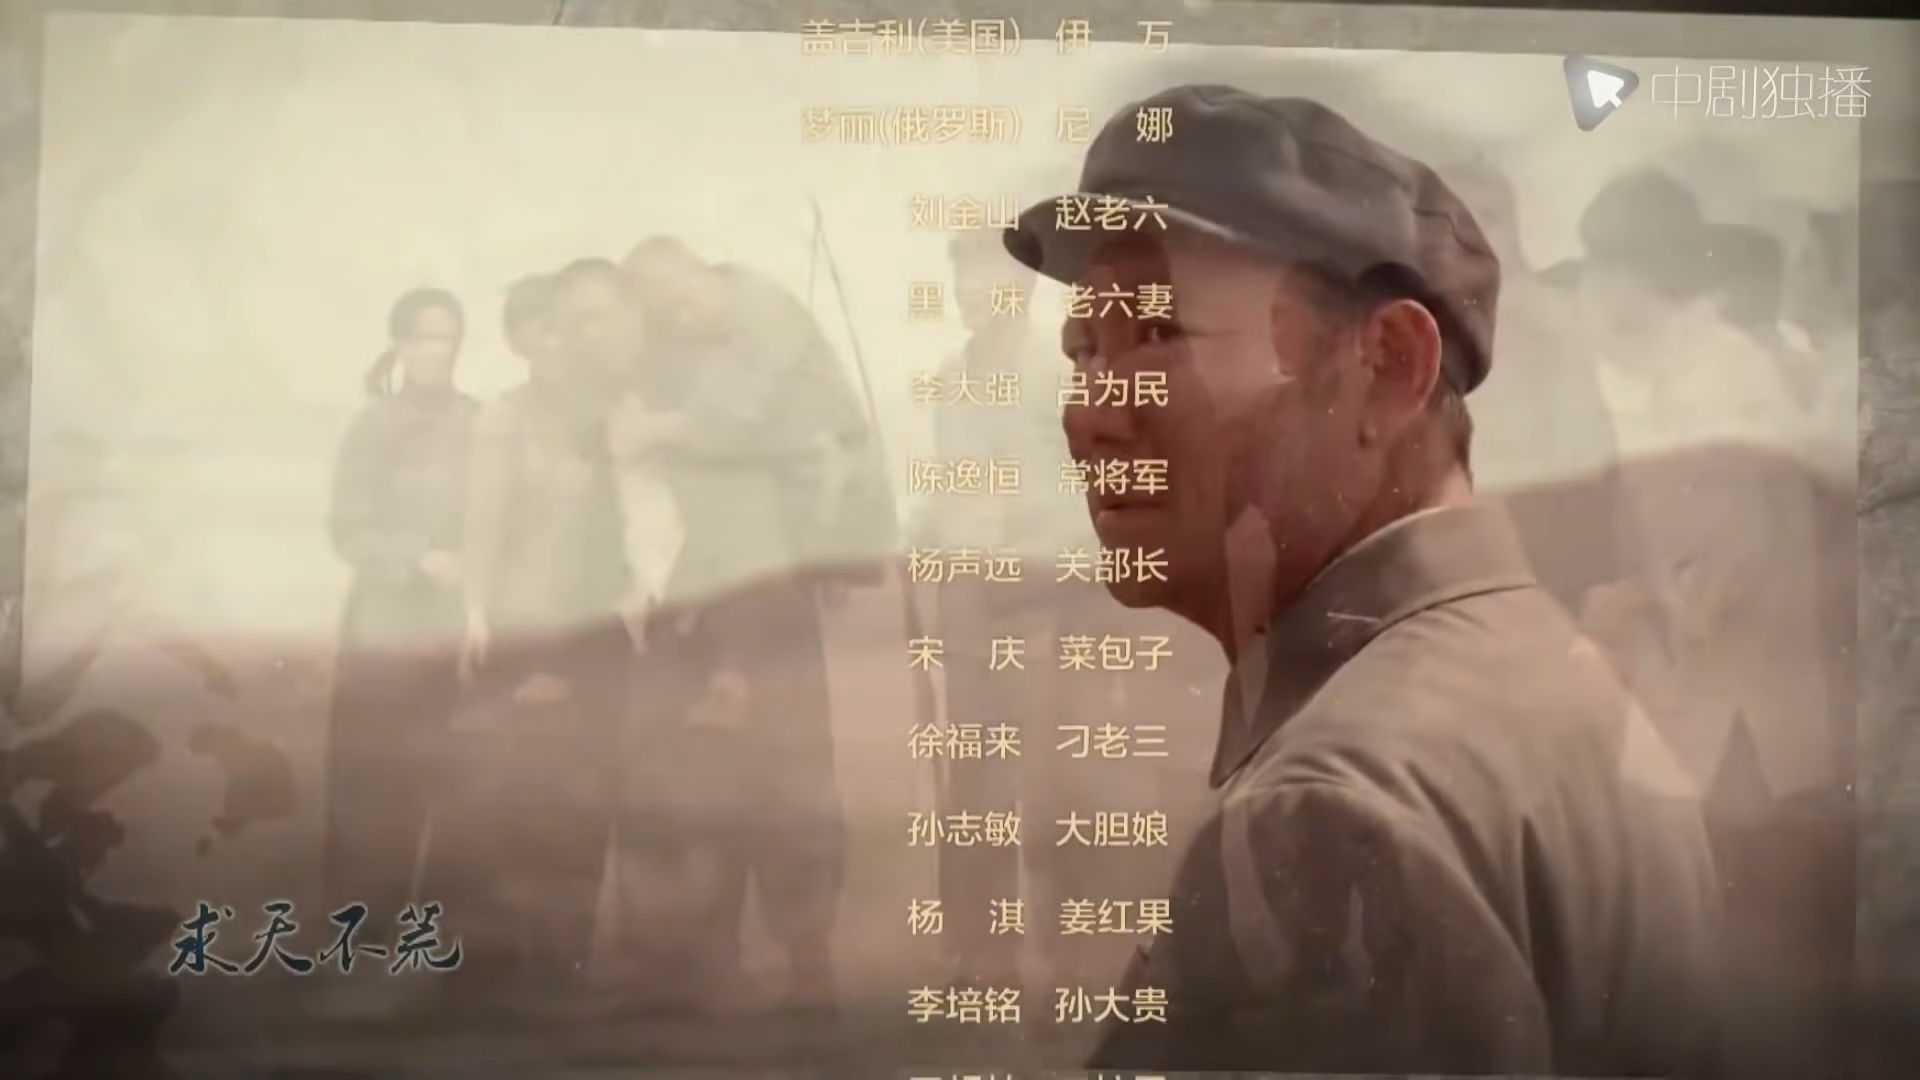 盖吉利(美国) 伊 万
中剧独播
梦丽(俄罗斯) 尼 娜
刘金山 赵老六
黑 妹 老六妻
李大强 吕为民
陈逸恒 常将军
杨声远 关部长
宋 庆 菜包子
徐福来 刁老三
孙志敏 大胆娘
杨 淇 姜红果
求天不荒
李培铭 孙大贵